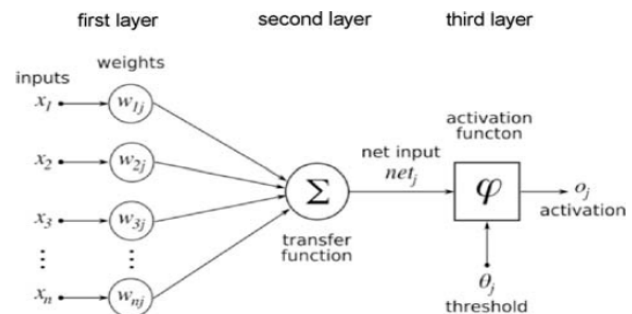 first layer
second layer
third layer
weights
inputs
x1
w1j
x2
w2j
x3
w3j
⋮
⋮
xn
wnj
Σ
transfer
function
net input
netj
activation
functon
φ
oj
activation
θj
threshold